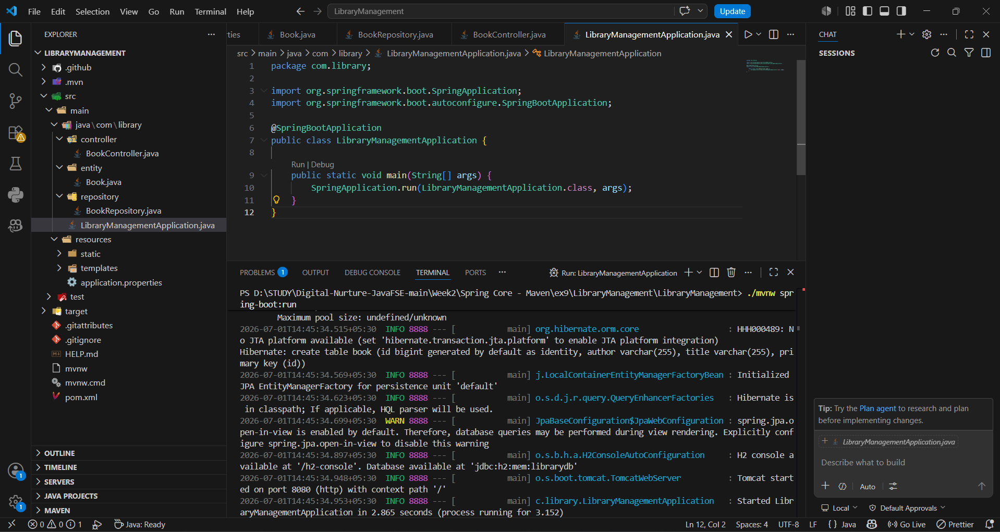 File Edit Selection View Go Run Terminal Help
LibraryManagement
Update
EXPLORER
LIBRARYMANAGEMENT
.github
.mvn
src
main
java\com\library
controller
BookController.java
entity
Book.java
repository
BookRepository.java
LibraryManagementApplication.java
resources
static
templates
application.properties
test
target
.gitattributes
.gitignore
HELP.md
mvnw
mvnw.cmd
pom.xml
OUTLINE
TIMELINE
SERVERS
JAVA PROJECTS
MAVEN
1
1
ties Book.java BookRepository.java BookController.java LibraryManagementApplication.java
src > main > java > com > library > LibraryManagementApplication.java > LibraryManagementApplication
1 package com.library;
2
3 import org.springframework.boot.SpringApplication;
4 import org.springframework.boot.autoconfigure.SpringBootApplication;
5
6 @SpringBootApplication
7 public class LibraryManagementApplication {
8
Run | Debug
9 public static void main(String[] args) {
10 SpringApplication.run(LibraryManagementApplication.class, args);
11 }
12 }
PROBLEMS 1 OUTPUT DEBUG CONSOLE TERMINAL PORTS Run: LibraryManagementApplication
PS D:\STUDY\Digital-Nurture-JavaFSE-main\Week2\Spring Core - Maven\ex9\LibraryManagement\LibraryManagement> ./mvnw spr
ing-boot:run
Maximum pool size: undefined/unknown
2026-07-01T14:45:34.515+05:30 INFO 8888 --- [ main] org.hibernate.orm.core : HHH000489: N
o JTA platform available (set 'hibernate.transaction.jta.platform' to enable JTA platform integration)
Hibernate: create table book (id bigint generated by default as identity, author varchar(255), title varchar(255), pri
mary key (id))
2026-07-01T14:45:34.569+05:30 INFO 8888 --- [ main] j.LocalContainerEntityManagerFactoryBean : Initialized
JPA EntityManagerFactory for persistence unit 'default'
2026-07-01T14:45:34.623+05:30 INFO 8888 --- [ main] o.s.d.j.r.query.QueryEnhancerFactories : Hibernate is
in classpath; If applicable, HQL parser will be used.
2026-07-01T14:45:34.699+05:30 WARN 8888 --- [ main] JpaBaseConfiguration$JpaWebConfiguration : spring.jpa.o
pen-in-view is enabled by default. Therefore, database queries may be performed during view rendering. Explicitly conf
igure spring.jpa.open-in-view to disable this warning
2026-07-01T14:45:34.897+05:30 INFO 8888 --- [ main] o.s.b.h.a.H2ConsoleAutoConfiguration : H2 console a
vailable at '/h2-console'. Database available at 'jdbc:h2:mem:librarydb'
2026-07-01T14:45:34.948+05:30 INFO 8888 --- [ main] o.s.boot.tomcat.TomcatWebServer : Tomcat start
ed on port 8080 (http) with context path '/'
2026-07-01T14:45:34.953+05:30 INFO 8888 --- [ main] c.library.LibraryManagementApplication : Started Libr
aryManagementApplication in 2.865 seconds (process running for 3.152)
CHAT
SESSIONS
Tip: Try the Plan agent to research and plan
before implementing changes.
LibraryManagementApplication.java
Describe what to build
Auto
Local Default Approvals
0 0 1 Java: Ready Ln 12, Col 2 Spaces: 4 UTF-8 LF {} Java Go Live Prettier